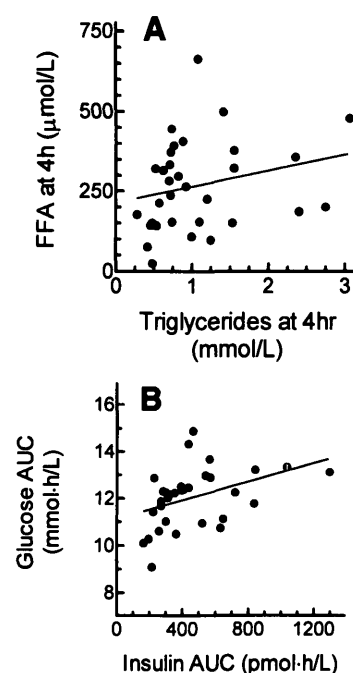 A
750
500
250
0
FFA at 4h (μmol/L)
0 1 2 3
Triglycerides at 4hr
(mmol/L)
B
16
14
12
10
8
Glucose AUC
(mmol·h/L)
0 400 800 1200
Insulin AUC (pmol·h/L)